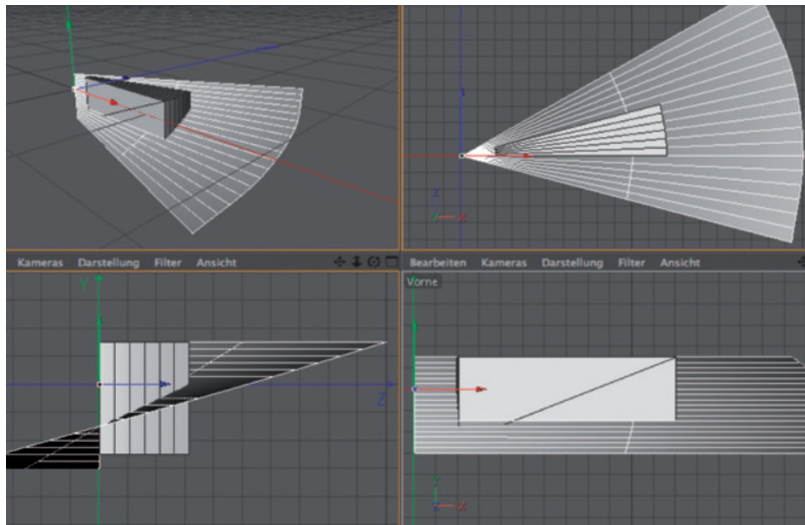 Z
X
Kameras Darstellung Filter Ansicht
Bearbeiten Kameras Darstellung Filter Ansicht
Y
Z
Vorne
Y
Z X